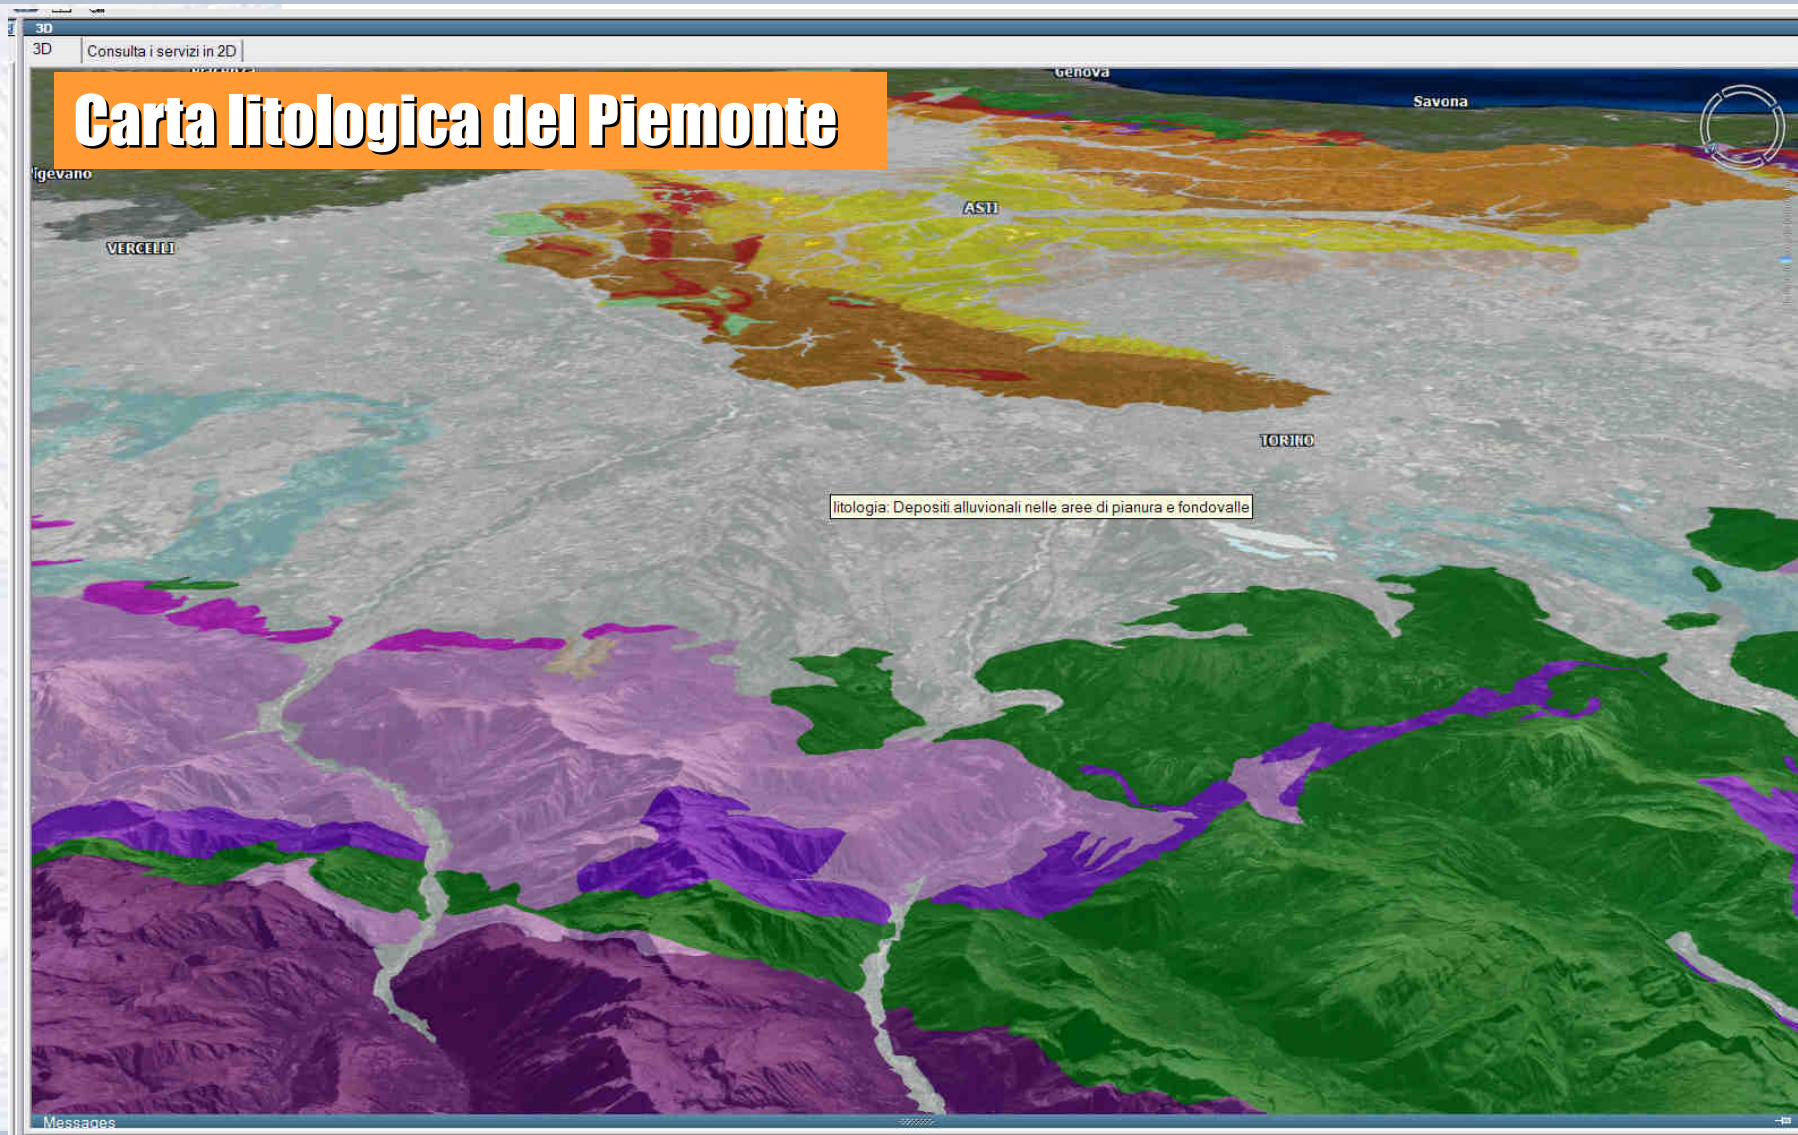 3D
3D
Consulta i servizi in 2D
Genova
Carta litologica del Piemonte
Savona
igevano
ASTI
VERCELLI
TORINO
litologia: Depositi alluvionali nelle aree di pianura e fondovalle
Messages